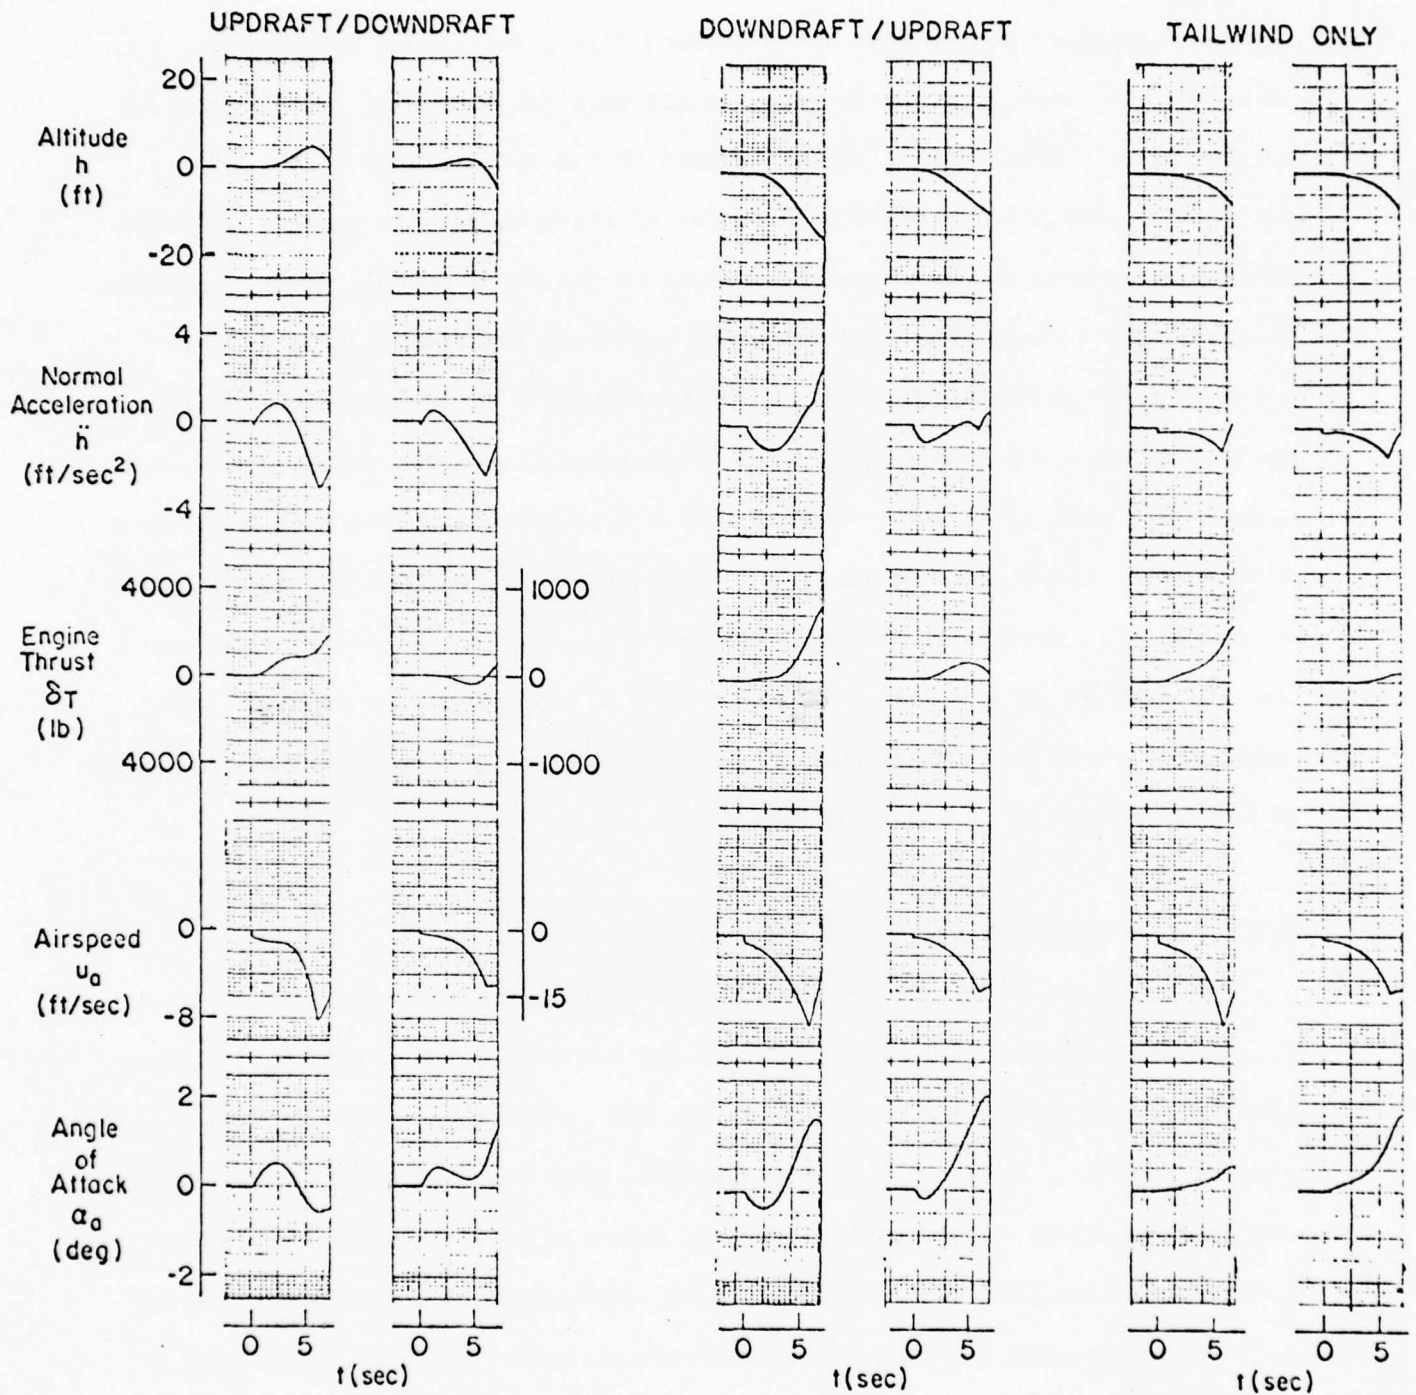 UPDRAFT/DOWNDRAFT
DOWNDRAFT / UPDRAFT
TAILWIND ONLY
Altitude
h
(ft)
20
0
-20
Normal
Acceleration
ḧ
(ft/sec²)
4
0
-4
Engine
Thrust
δT
(lb)
4000
0
4000
1000
0
-1000
Airspeed
ua
(ft/sec)
0
-8
0
-15
Angle
of
Attack
αa
(deg)
2
0
-2
0 5 0 5
t(sec)
0 5 0 5
t(sec)
0 5 0 5
t(sec)